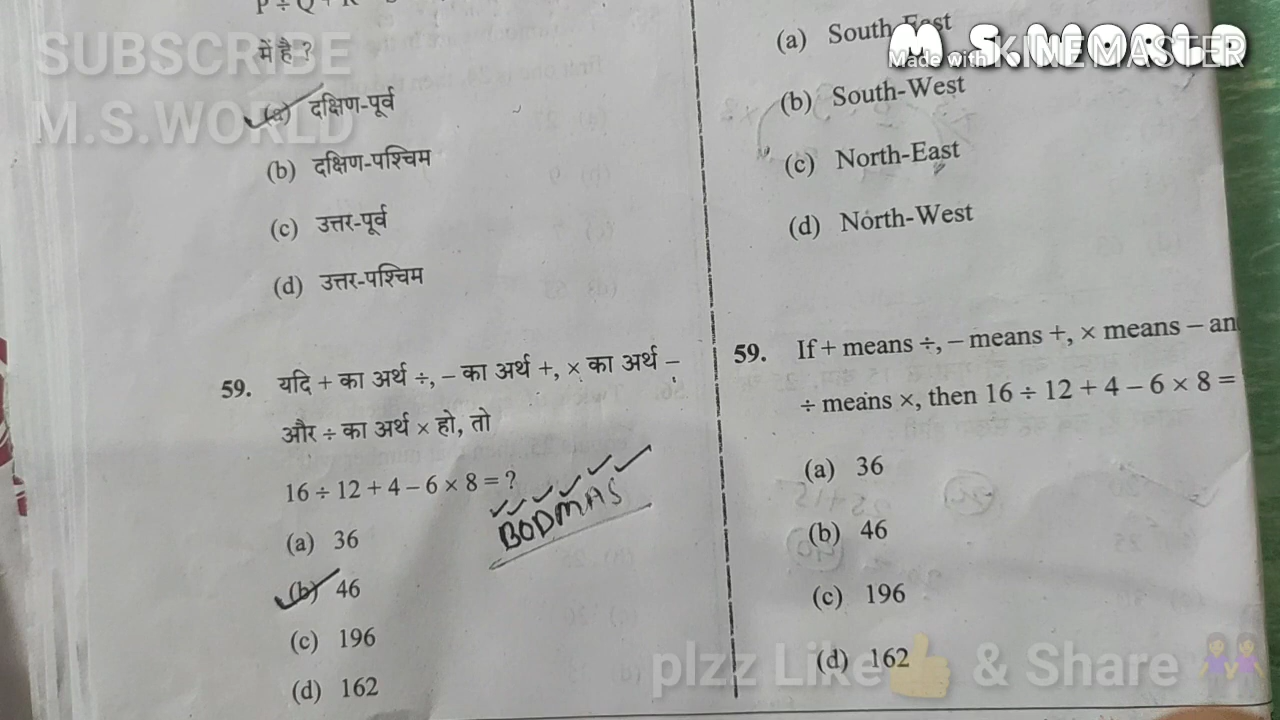 SUBSCRIBE
M.S.WORLD
में है ?
(a) दक्षिण-पूर्व
(b) दक्षिण-पश्चिम
(c) उत्तर-पूर्व
(d) उत्तर-पश्चिम
59. यदि + का अर्थ ÷, – का अर्थ +, × का अर्थ –
और ÷ का अर्थ × हो, तो
16 ÷ 12 + 4 – 6 × 8 = ?
BODMAS
(a) 36
(b) 46
(c) 196
(d) 162
Made with KINEMASTER
(a) South-East
(b) South-West
(c) North-East
(d) North-West
59. If + means ÷, – means +, × means – an
÷ means ×, then 16 ÷ 12 + 4 – 6 × 8 =
(a) 36
(b) 46
(c) 196
(d) 162
plzz Like 👍 & Share 👭